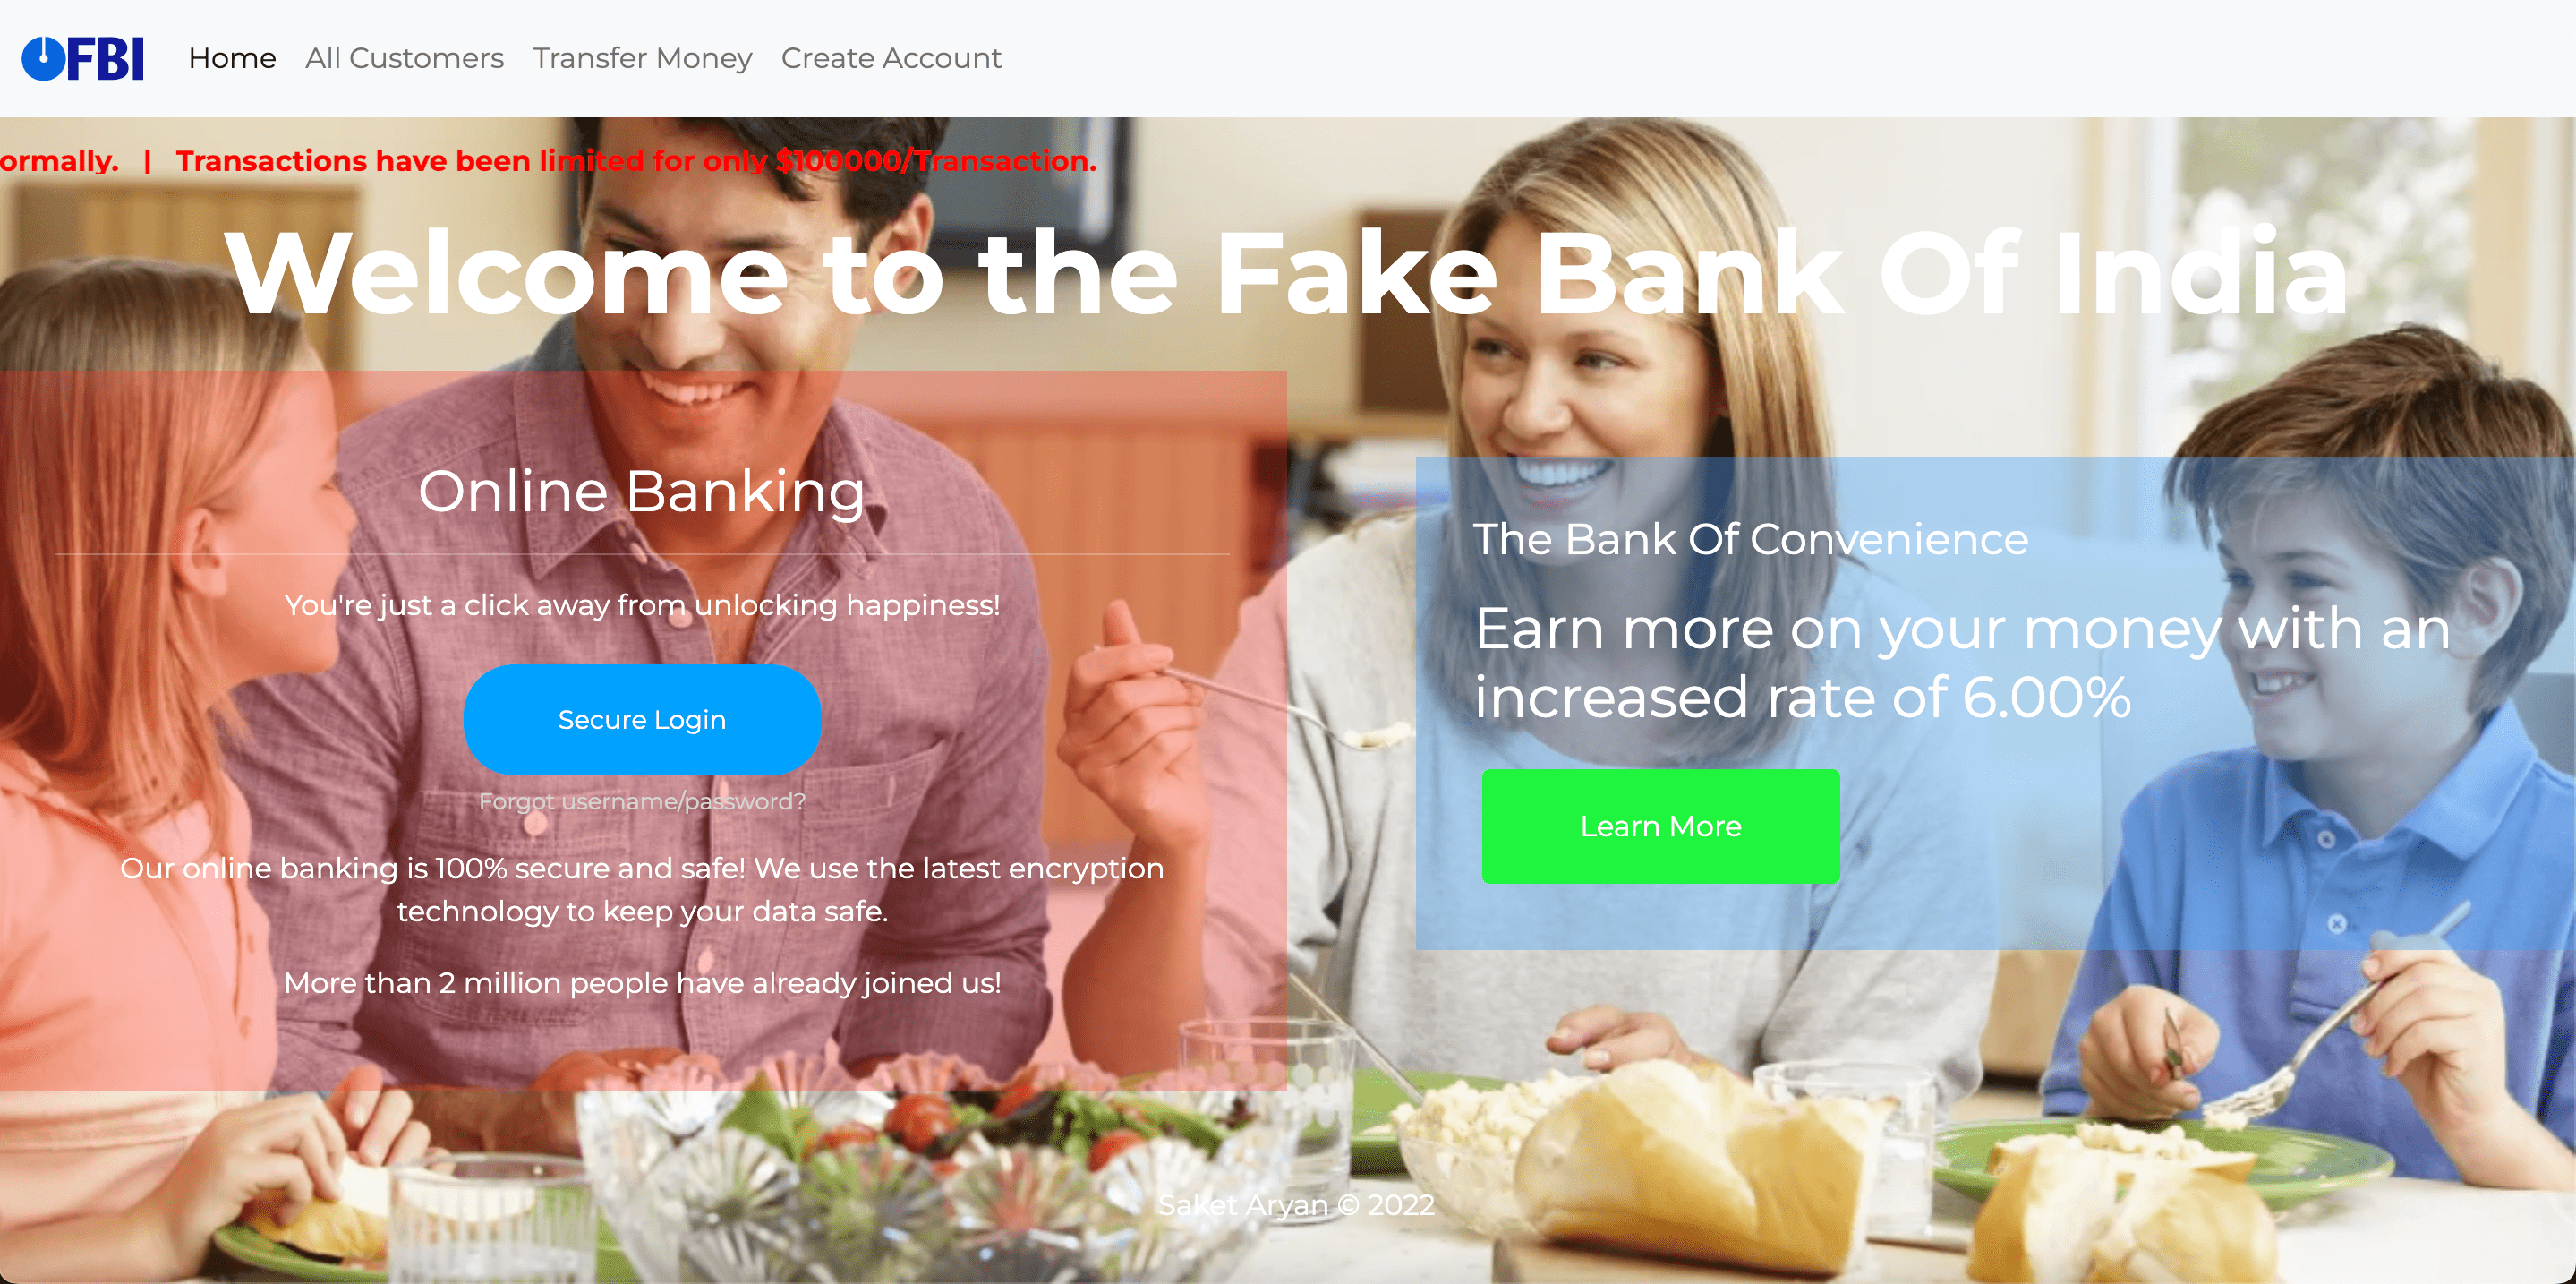 FBI
Home All Customers Transfer Money Create Account
ormally. | Transactions have been limited for only $100000/Transaction.
Welcome to the Fake Bank Of India
Online Banking
You're just a click away from unlocking happiness!
Secure Login
Forgot username/password?
Our online banking is 100% secure and safe! We use the latest encryption
technology to keep your data safe.
More than 2 million people have already joined us!
The Bank Of Convenience
Earn more on your money with an
increased rate of 6.00%
Learn More
Saket Aryan © 2022